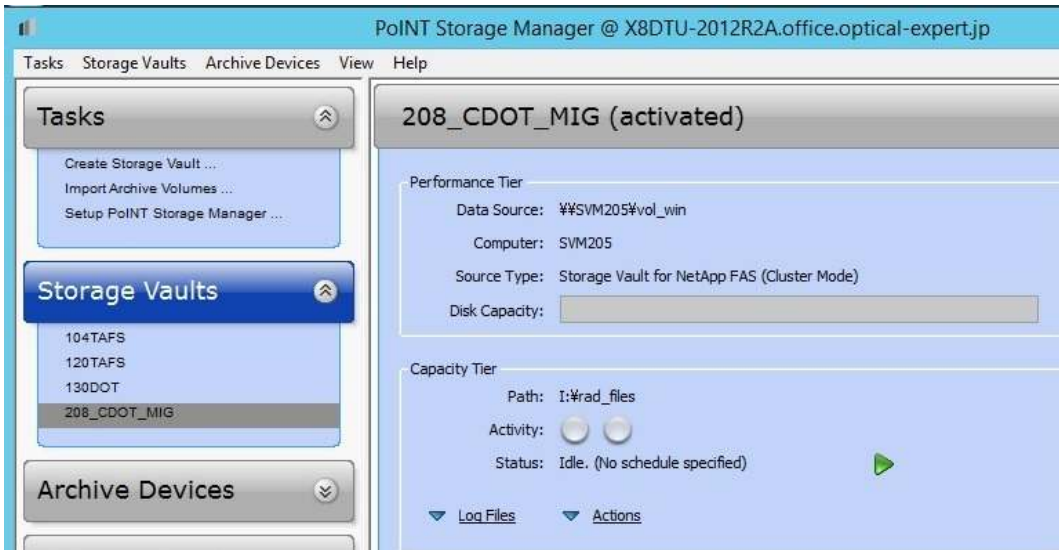 PoINT Storage Manager @ X8DTU-2012R2A.office.optical-expert.jp
Tasks Storage Vaults Archive Devices View Help
Tasks
Create Storage Vault ...
Import Archive Volumes ...
Setup PoINT Storage Manager ...
Storage Vaults
104TAFS
120TAFS
130DOT
208_CDOT_MIG
Archive Devices
208_CDOT_MIG (activated)
Performance Tier
Data Source: ¥¥SVM205¥vol_win
Computer: SVM205
Source Type: Storage Vault for NetApp FAS (Cluster Mode)
Disk Capacity:
Capacity Tier
Path: I:¥rad_files
Activity:
Status: Idle. (No schedule specified)
Log Files Actions